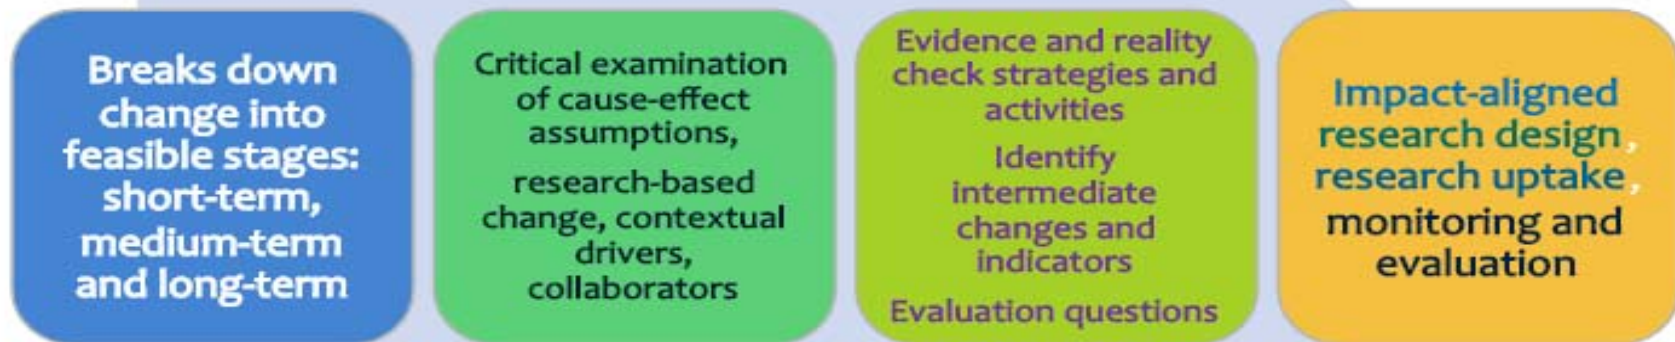 Breaks down
change into
feasible stages:
short-term,
medium-term
and long-term
Critical examination
of cause-effect
assumptions,
research-based
change, contextual
drivers,
collaborators
Evidence and reality
check strategies and
activities
Identify
intermediate
changes and
indicators
Evaluation questions
Impact-aligned
research design,
research uptake,
monitoring and
evaluation